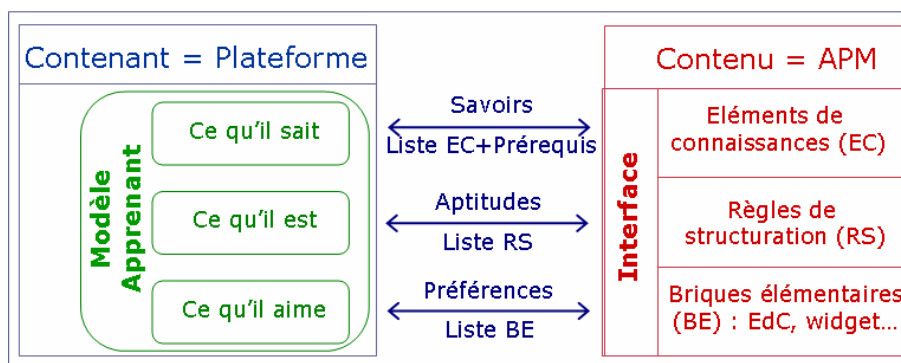 Contenant = Plateforme
Modèle
Apprenant
Ce qu'il sait
Ce qu'il est
Ce qu'il aime
Savoirs
Liste EC+Prérequis
Aptitudes
Liste RS
Préférences
Liste BE
Contenu = APM
Interface
Eléments de
connaissances (EC)
Règles de
structuration (RS)
Briques élémentaires
(BE) : EdC, widget...